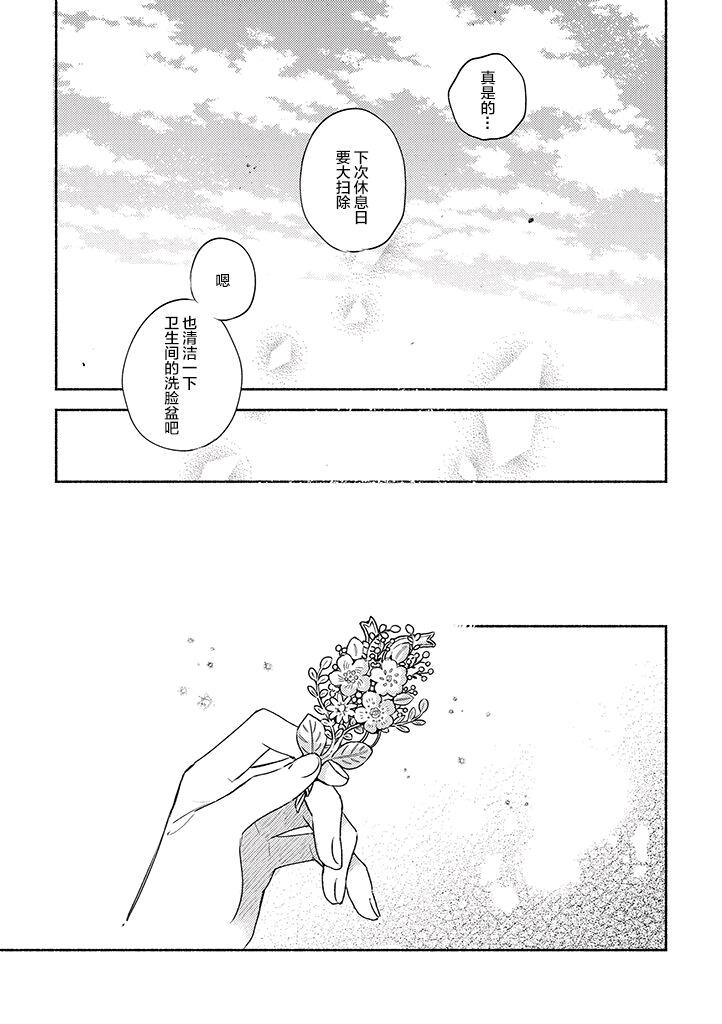 真是的…
下次休息日
要大扫除
嗯
也清洁一下
卫生间的洗脸盆吧